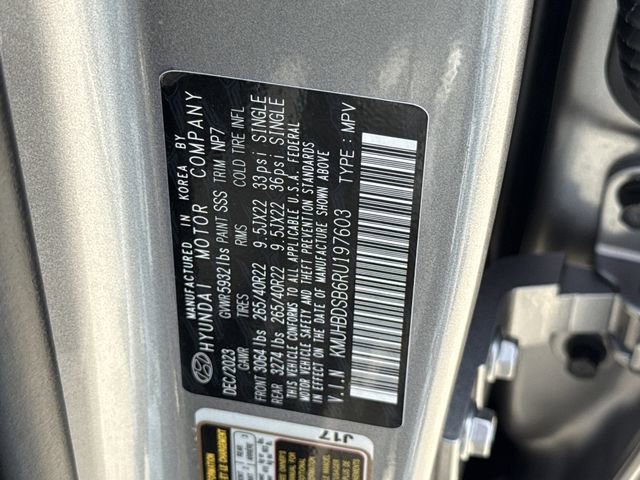 MANUFACTURED IN KOREA BY
HYUNDAI MOTOR COMPANY
DEC/2023 GVWR 5982 lbs PAINT SSS TRIM NP7
GAWR TIRES RIMS COLD TIRE INFL
FRONT 3064 lbs 265/40R22 9.5JX22 33psi SINGLE
REAR 3274 lbs 265/40R22 9.5JX22 36psi SINGLE
THIS VEHICLE CONFORMS TO ALL APPLICABLE U.S.A. FEDERAL
MOTOR VEHICLE SAFETY AND THEFT PREVENTION STANDARDS
IN EFFECT ON THE DATE OF MANUFACTURE SHOWN ABOVE
V.I.N KMUHBDSB6RU197603 TYPE : MPV
J17